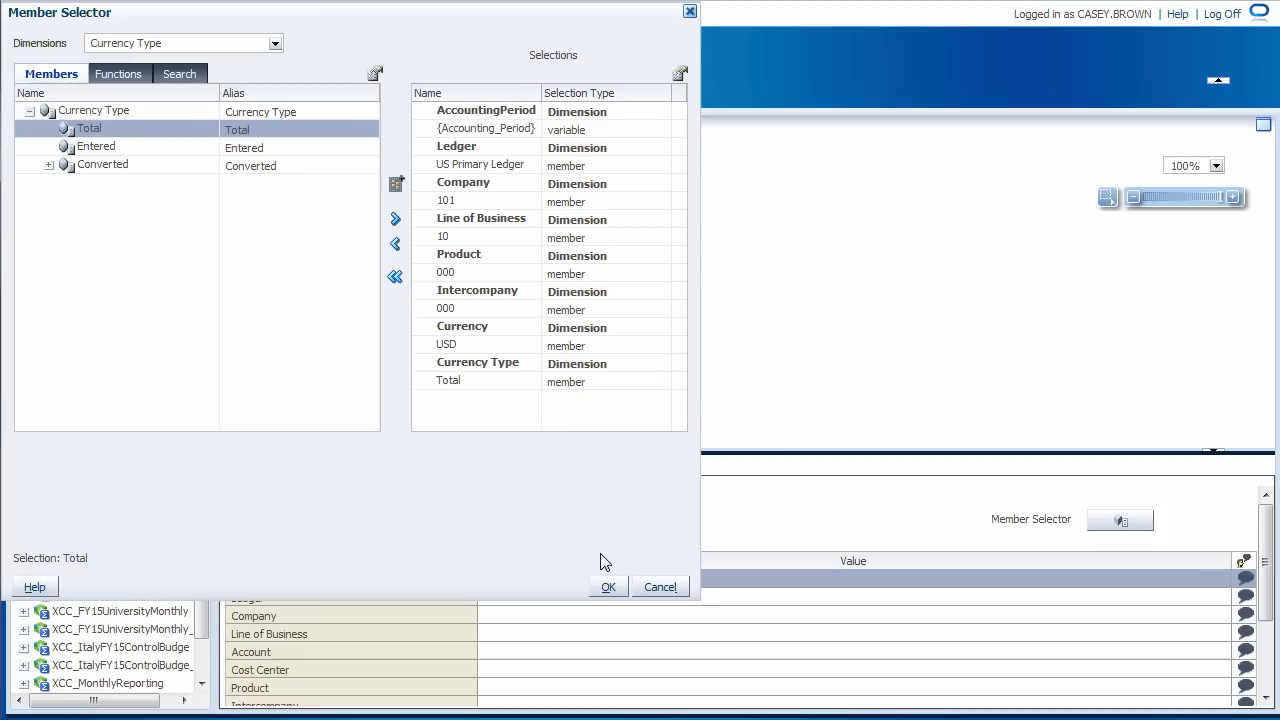 Member Selector
Logged in as CASEY.BROWN | Help | Log Off
Dimensions Currency Type
Selections
Members Functions Search
Name Alias
Currency Type Currency Type
Total Total
Entered Entered
Converted Converted
Name Selection Type
AccountingPeriod Dimension
{Accounting_Period} variable
Ledger Dimension
US Primary Ledger member
Company Dimension
101 member
Line of Business Dimension
10 member
Product Dimension
000 member
Intercompany Dimension
000 member
Currency Dimension
USD member
Currency Type Dimension
Total member
100%
Selection: Total
Help OK Cancel
Member Selector
Value
XCC_FY15UniversityMonthly
XCC_FY15UniversityMonthly_
XCC_ItalyFY15ControlBudge
XCC_ItalyFY15ControlBudge_
XCC_MonthlyReporting
Company
Line of Business
Account
Cost Center
Product